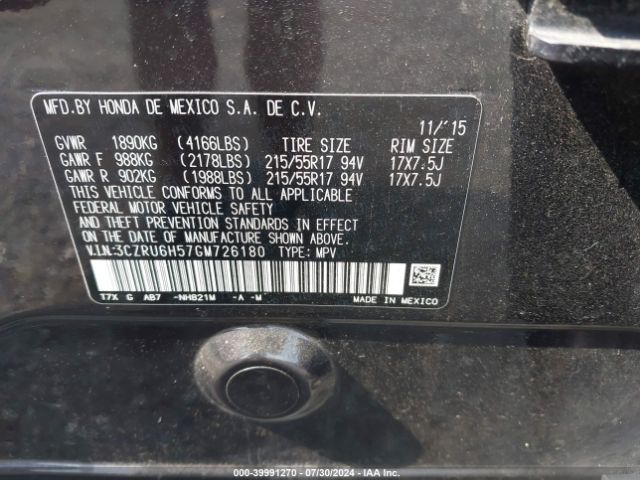 MFD.BY HONDA DE MEXICO S.A. DE C.V.
11/'15
GVWR 1890KG (4166LBS) TIRE SIZE RIM SIZE
GAWR F 988KG (2178LBS) 215/55R17 94V 17X7.5J
GAWR R 902KG (1988LBS) 215/55R17 94V 17X7.5J
THIS VEHICLE CONFORMS TO ALL APPLICABLE
FEDERAL MOTOR VEHICLE SAFETY
AND THEFT PREVENTION STANDARDS IN EFFECT
ON DATE OF MANUFACTURE SHOWN ABOVE.
V.I.N:3CZRU6H57GM726180 TYPE: MPV
T7X G AB7 -NH821M -A -M MADE IN MEXICO
000-39991270 | 07/30/2024 | IAA Inc.